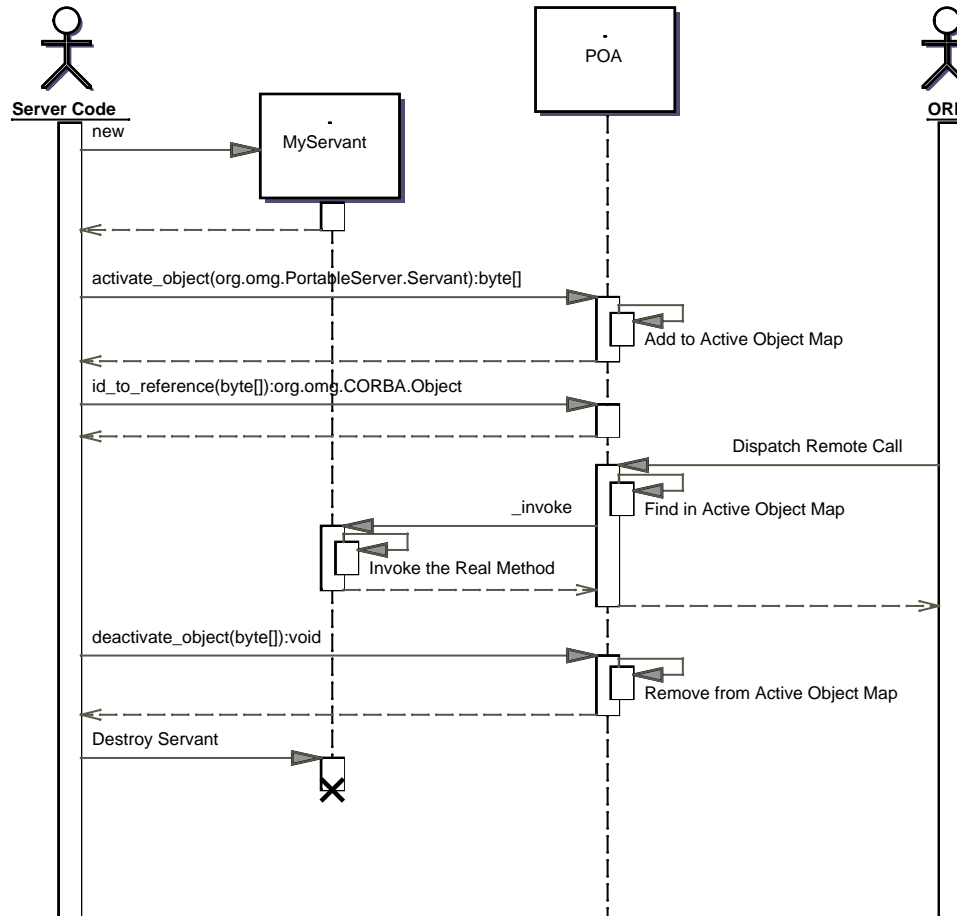 -
POA
Server Code
-
MyServant
new
activate_object(org.omg.PortableServer.Servant):byte[]
Add to Active Object Map
id_to_reference(byte[]):org.omg.CORBA.Object
Dispatch Remote Call
Find in Active Object Map
_invoke
Invoke the Real Method
deactivate_object(byte[]):void
Remove from Active Object Map
Destroy Servant